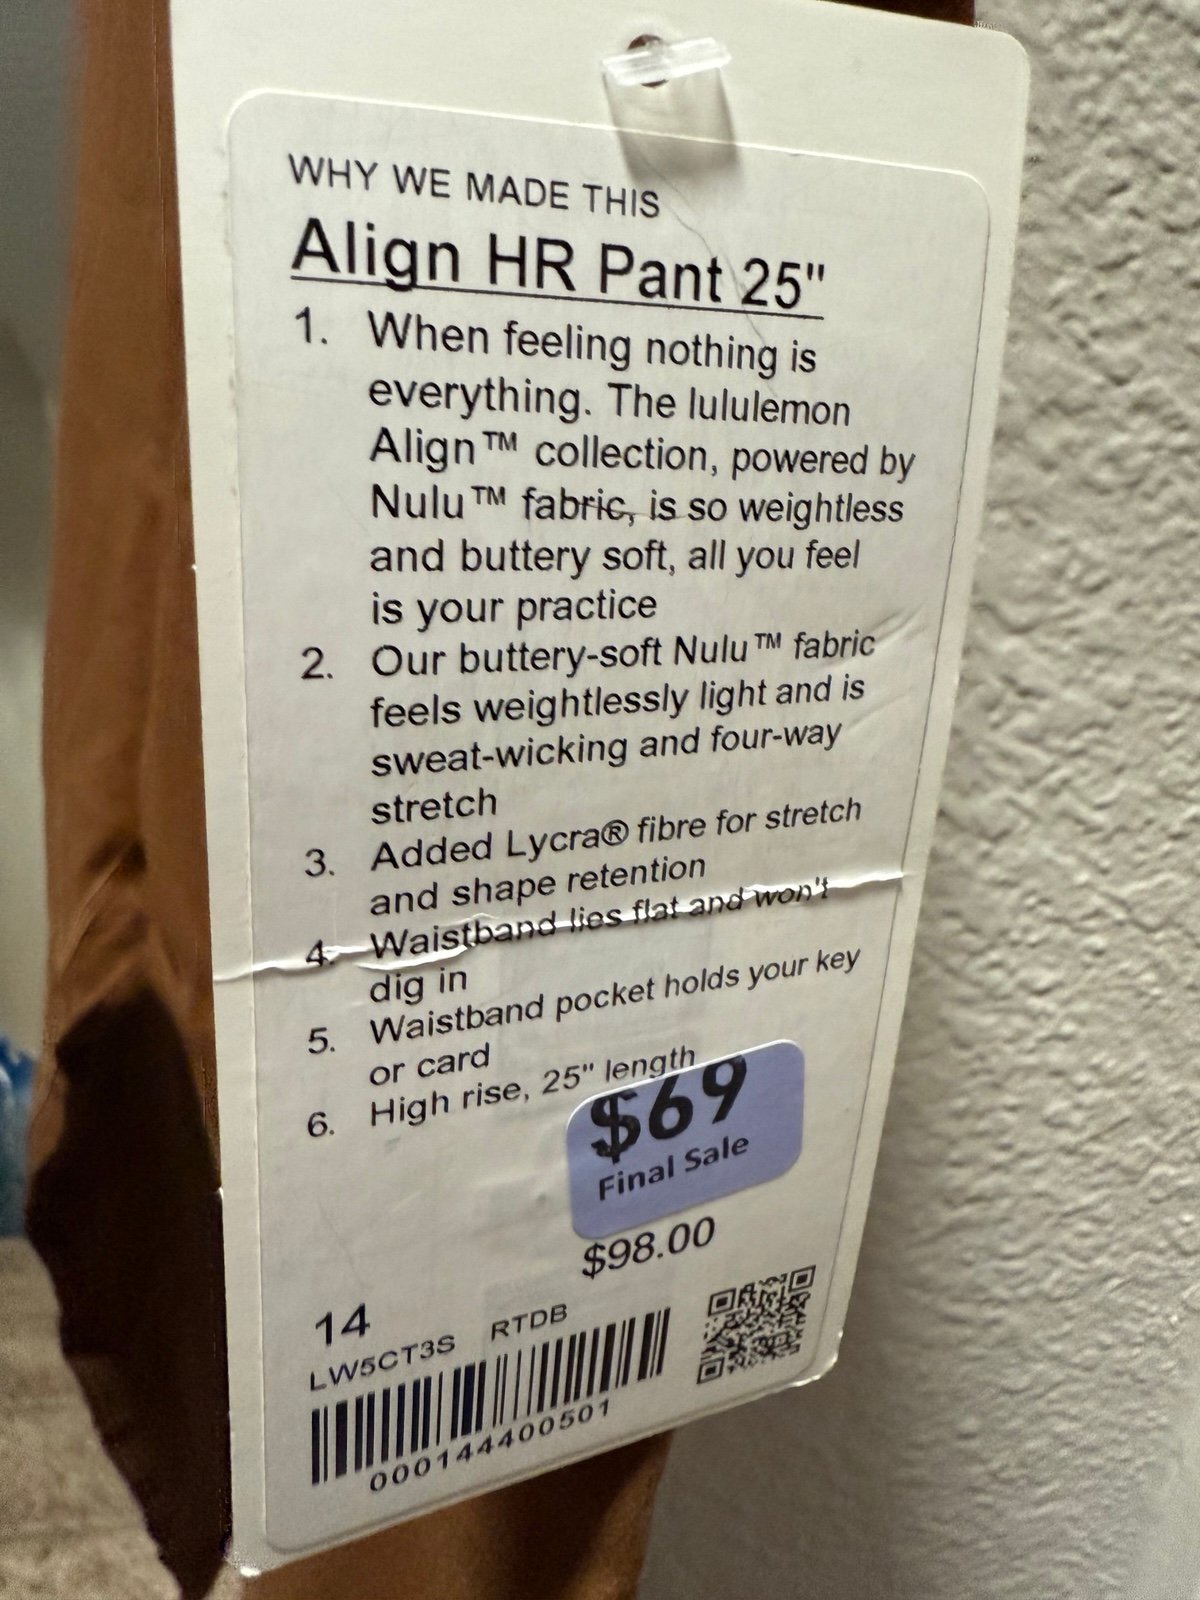 WHY WE MADE THIS
Align HR Pant 25"
1. When feeling nothing is
everything. The lululemon
Align™ collection, powered by
Nulu™ fabric, is so weightless
and buttery soft, all you feel
is your practice
2. Our buttery-soft Nulu™ fabric
feels weightlessly light and is
sweat-wicking and four-way
stretch
3. Added Lycra® fibre for stretch
and shape retention
4. Waistband lies flat and won't
dig in
5. Waistband pocket holds your key
or card
6. High rise, 25" length
$69
Final Sale
$98.00
14
LW5CT3S RTDB
000144400501